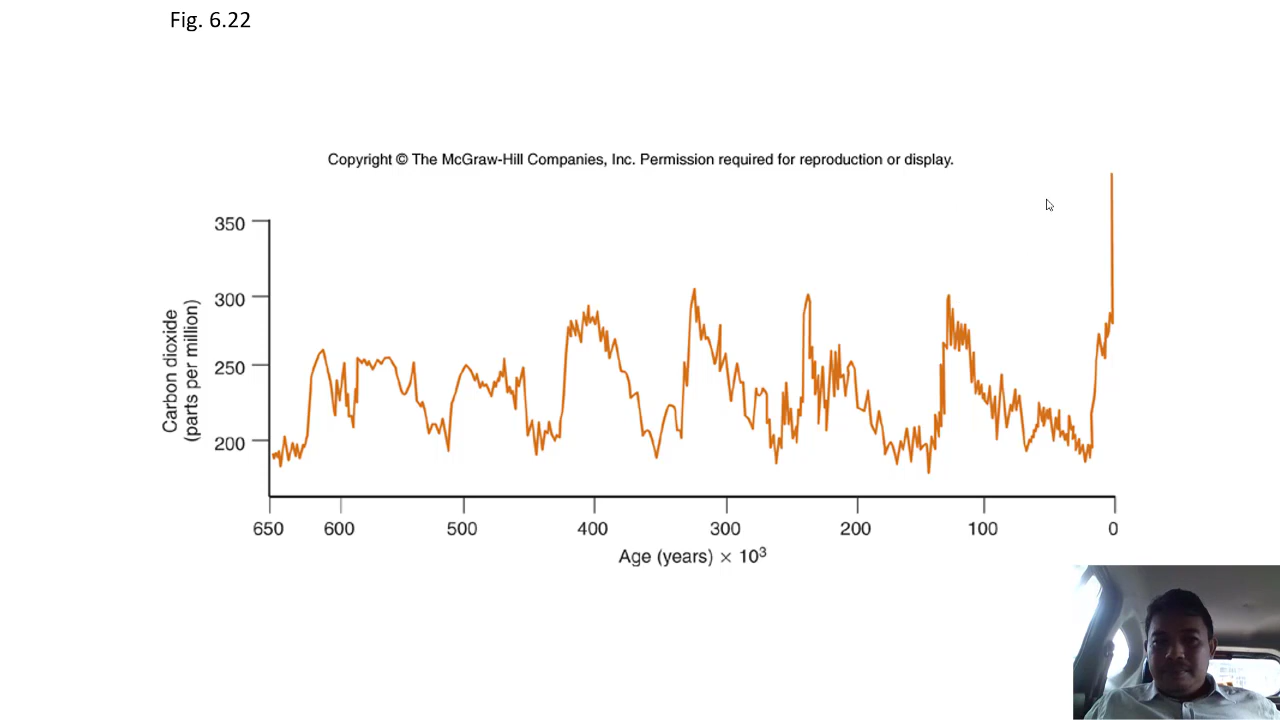 Fig. 6.22
Copyright © The McGraw-Hill Companies, Inc. Permission required for reproduction or display.
350
300
250
200
Carbon dioxide
(parts per million)
650 600 500 400 300 200 100 0
Age (years) × 10³